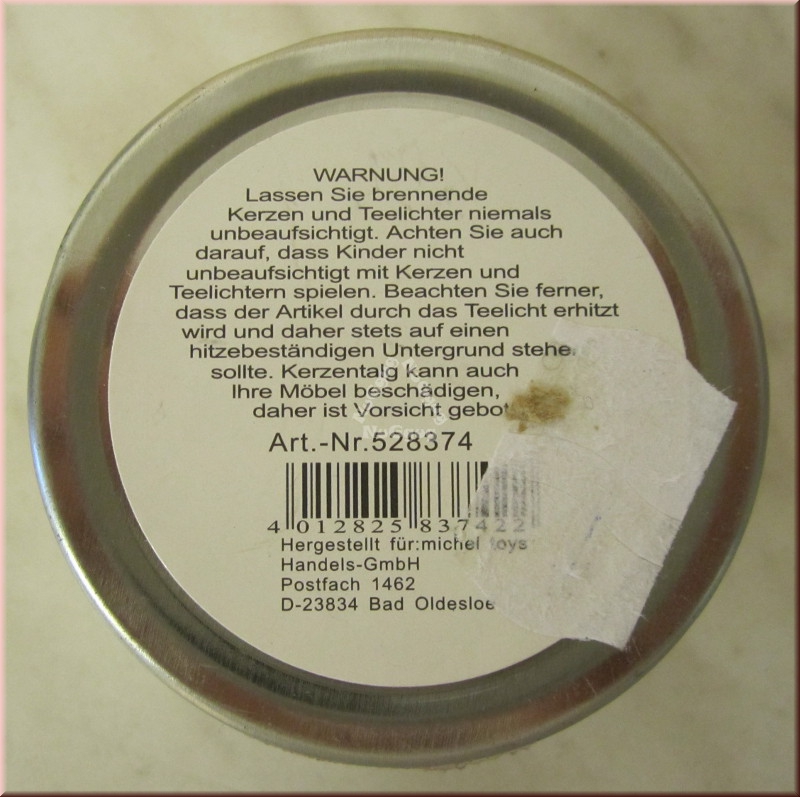 WARNUNG!
Lassen Sie brennende
Kerzen und Teelichter niemals
unbeaufsichtigt. Achten Sie auch
darauf, dass Kinder nicht
unbeaufsichtigt mit Kerzen und
Teelichtern spielen. Beachten Sie ferner,
dass der Artikel durch das Teelicht erhitzt
wird und daher stets auf einen
hitzebeständigen Untergrund stehe
sollte. Kerzentalg kann auch
Ihre Möbel beschädigen,
daher ist Vorsicht gebot
Art.-Nr.528374
4 012825 837422
Hergestellt für:michel toys
Handels-GmbH
Postfach 1462
D-23834 Bad Oldesloe